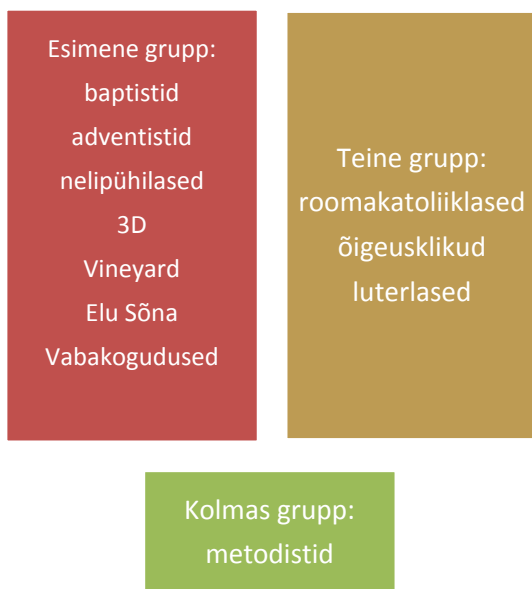 Esimene grupp:
baptistid
adventistid
nelipühilased
3D
Vineyard
Elu Sõna
Vabakogudused
Teine grupp:
roomakatoliiklased
õigeusklikud
luterlased
Kolmas grupp:
metodistid